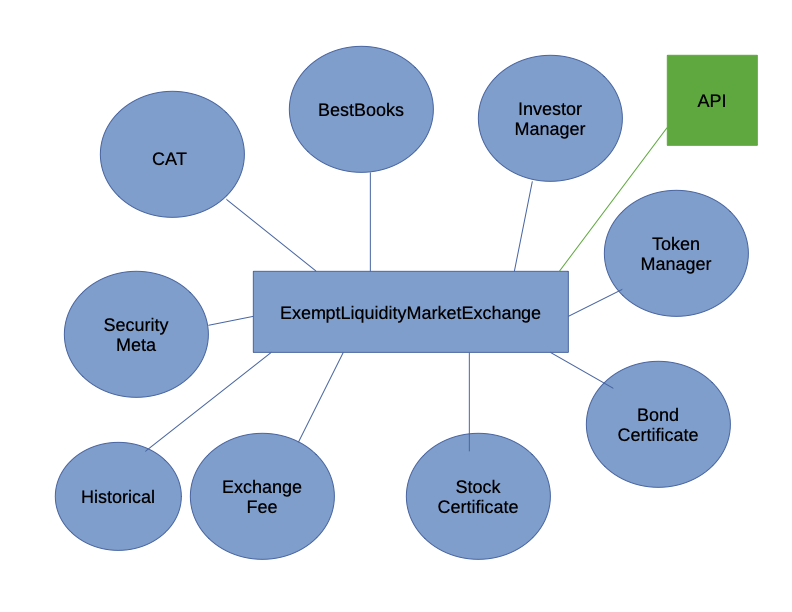 BestBooks
Investor
Manager
API
CAT
Token
Manager
ExemptLiquidityMarketExchange
Security
Meta
Bond
Certificate
Historical
Exchange
Fee
Stock
Certificate